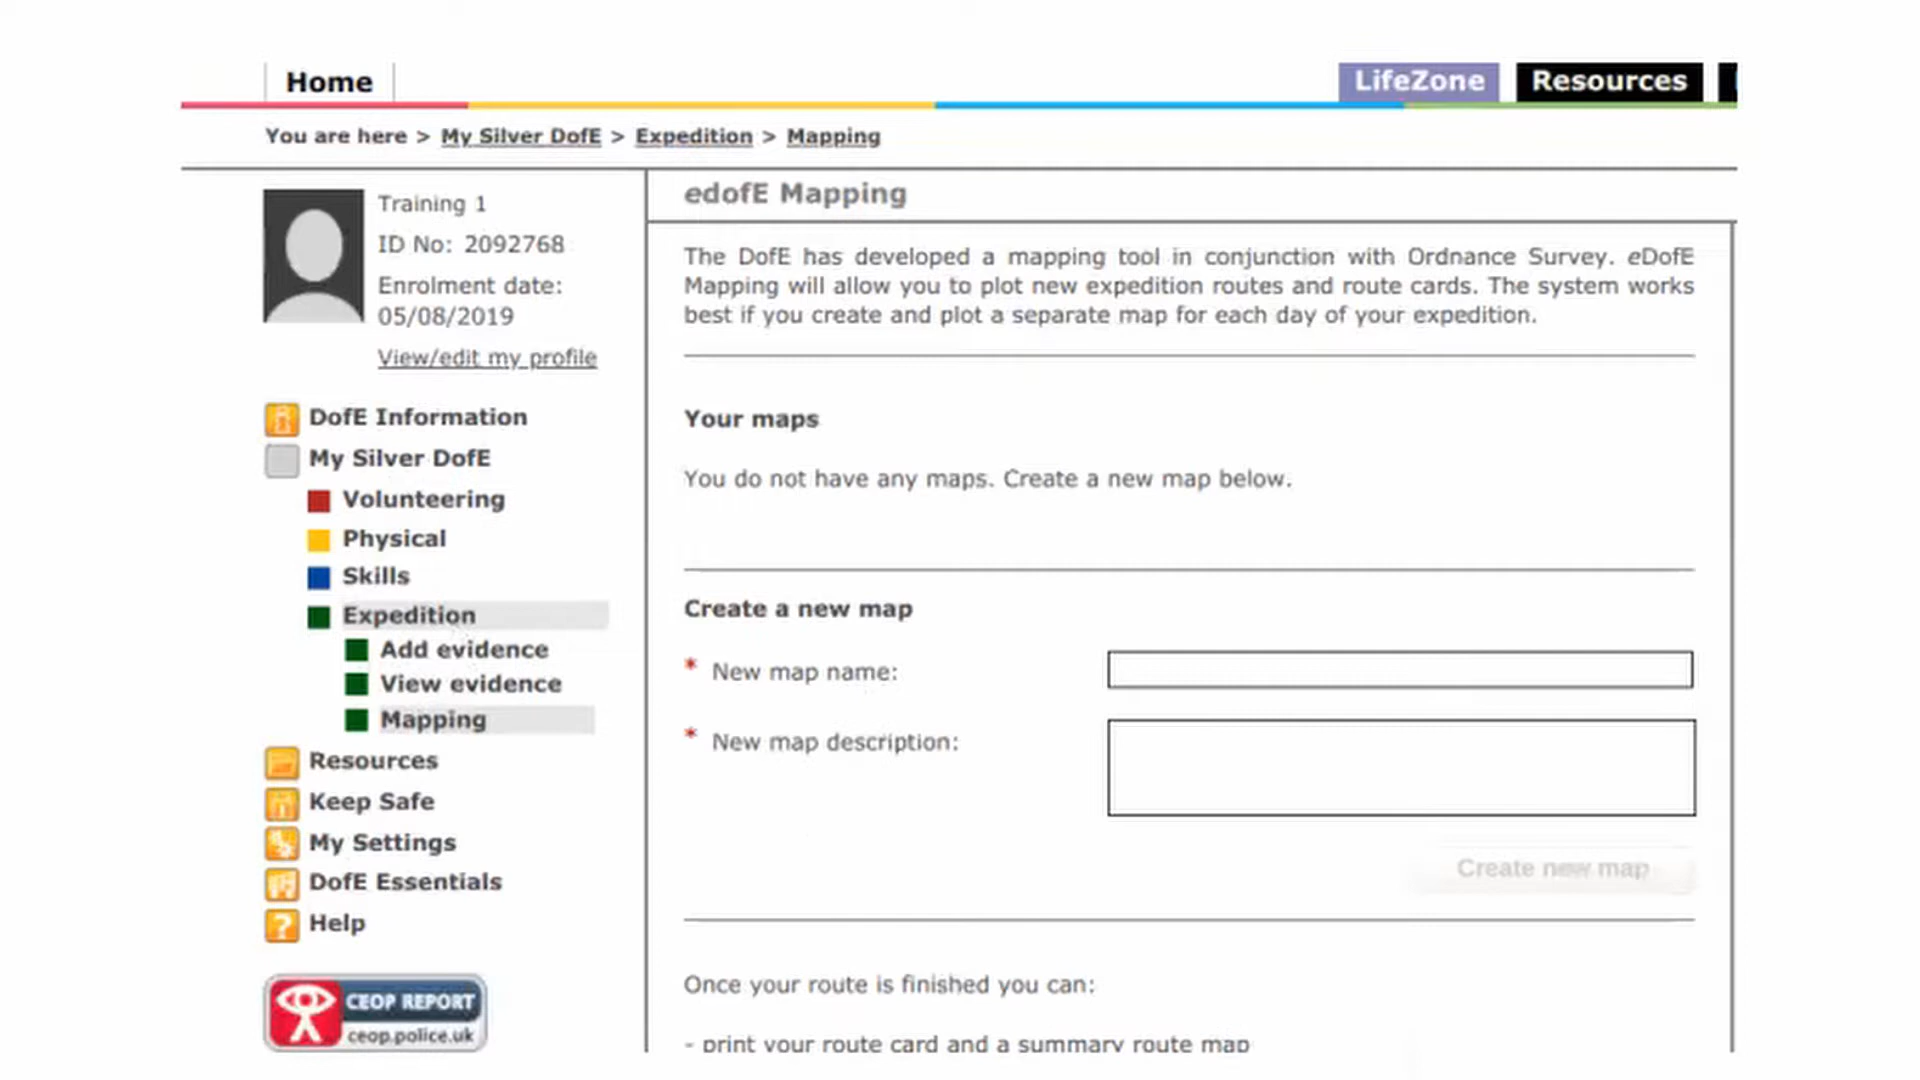 Home
LifeZone
Resources
You are here > My Silver DofE > Expedition > Mapping
Training 1
ID No: 2092768
Enrolment date:
05/08/2019
View/edit my profile
DofE Information
My Silver DofE
Volunteering
Physical
Skills
Expedition
Add evidence
View evidence
Mapping
Resources
Keep Safe
My Settings
DofE Essentials
Help
CEOP REPORT
ceop.police.uk
edofE Mapping
The DofE has developed a mapping tool in conjunction with Ordnance Survey. eDofE
Mapping will allow you to plot new expedition routes and route cards. The system works
best if you create and plot a separate map for each day of your expedition.
Your maps
You do not have any maps. Create a new map below.
Create a new map
* New map name:
* New map description:
Create new map
Once your route is finished you can:
- print your route card and a summary route map